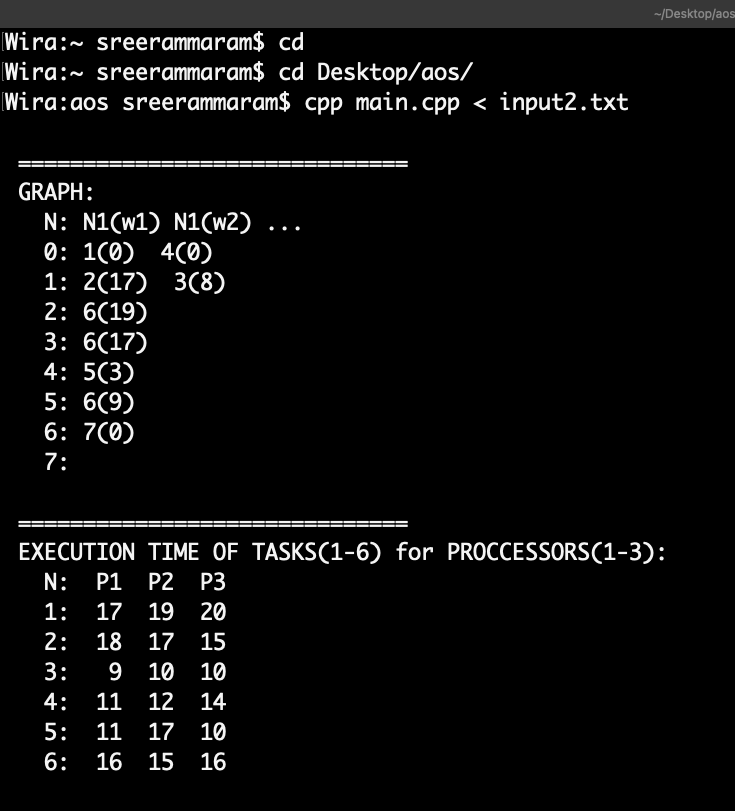 ~/Desktop/aos
Wira:~ sreerammaram$ cd
Wira:~ sreerammaram$ cd Desktop/aos/
Wira:aos sreerammaram$ cpp main.cpp < input2.txt
==============================
GRAPH:
N: N1(w1) N1(w2) ...
0: 1(0)  4(0)
1: 2(17)  3(8)
2: 6(19)
3: 6(17)
4: 5(3)
5: 6(9)
6: 7(0)
7:
==============================
EXECUTION TIME OF TASKS(1-6) for PROCCESSORS(1-3):
N:  P1  P2  P3
1:  17  19  20
2:  18  17  15
3:   9  10  10
4:  11  12  14
5:  11  17  10
6:  16  15  16